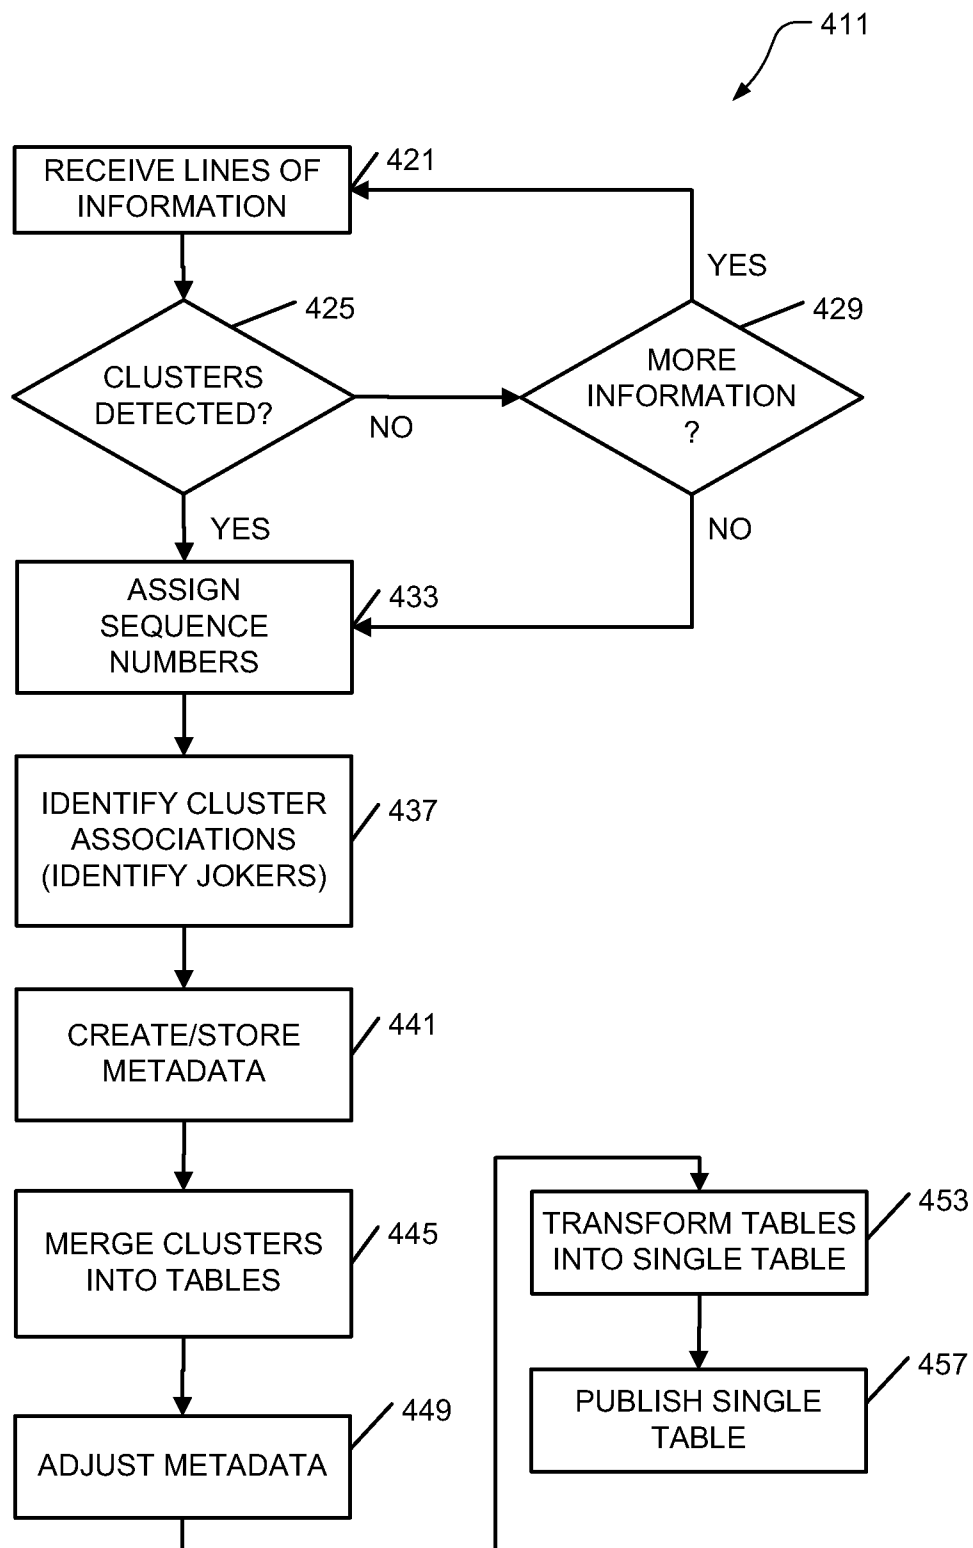 411
RECEIVE LINES OF
INFORMATION
421
CLUSTERS
DETECTED?
425
NO
YES
MORE
INFORMATION
?
429
YES
NO
ASSIGN
SEQUENCE
NUMBERS
433
IDENTIFY CLUSTER
ASSOCIATIONS
(IDENTIFY JOKERS)
437
CREATE/STORE
METADATA
441
MERGE CLUSTERS
INTO TABLES
445
ADJUST METADATA
449
TRANSFORM TABLES
INTO SINGLE TABLE
453
PUBLISH SINGLE
TABLE
457